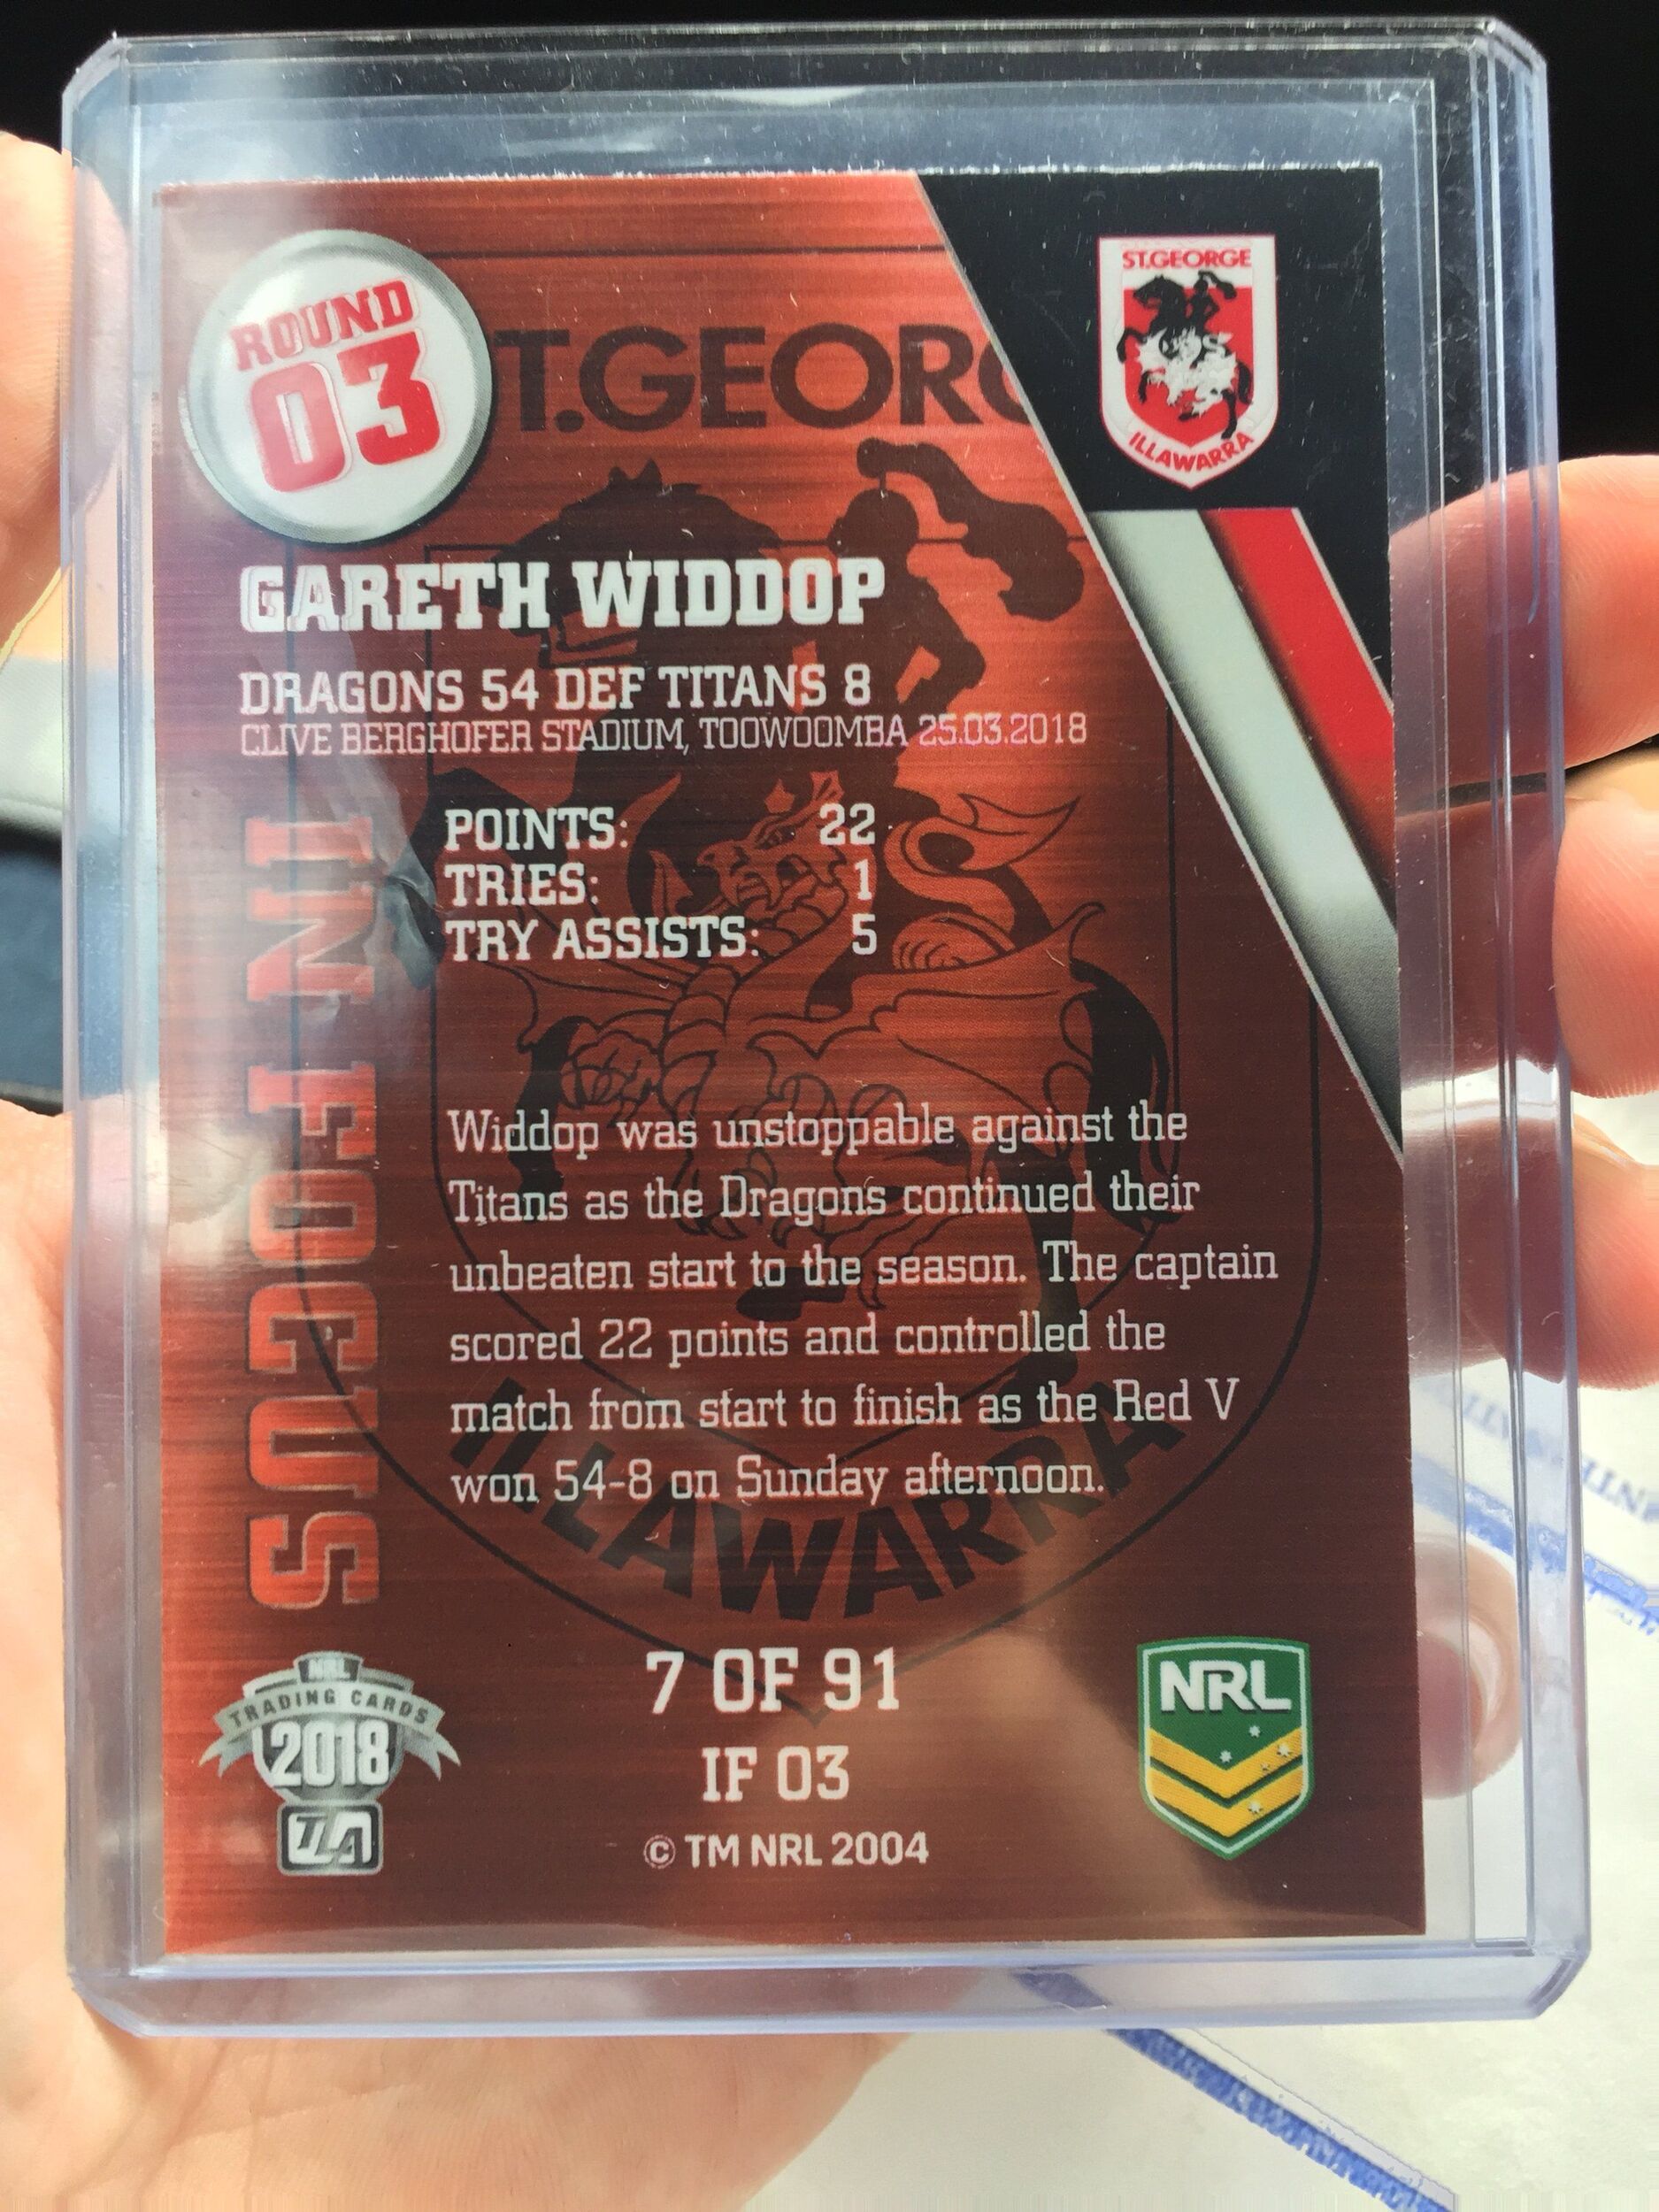 ROUND
03
ST.GEORGE
ILLAWARRA
T.GEORG
GARETH WIDDOP
DRAGONS 54 DEF TITANS 8
CLIVE BERGHOFER STADIUM, TOOWOOMBA 25.03.2018
POINTS: 22
TRIES: 1
TRY ASSISTS: 5
IN FOCUS
Widdop was unstoppable against the
Titans as the Dragons continued their
unbeaten start to the season. The captain
scored 22 points and controlled the
match from start to finish as the Red V
won 54-8 on Sunday afternoon.
ILLAWARRA
NRL
TRADING CARDS
2018
TLA
7 OF 91
IF 03
© TM NRL 2004
NRL